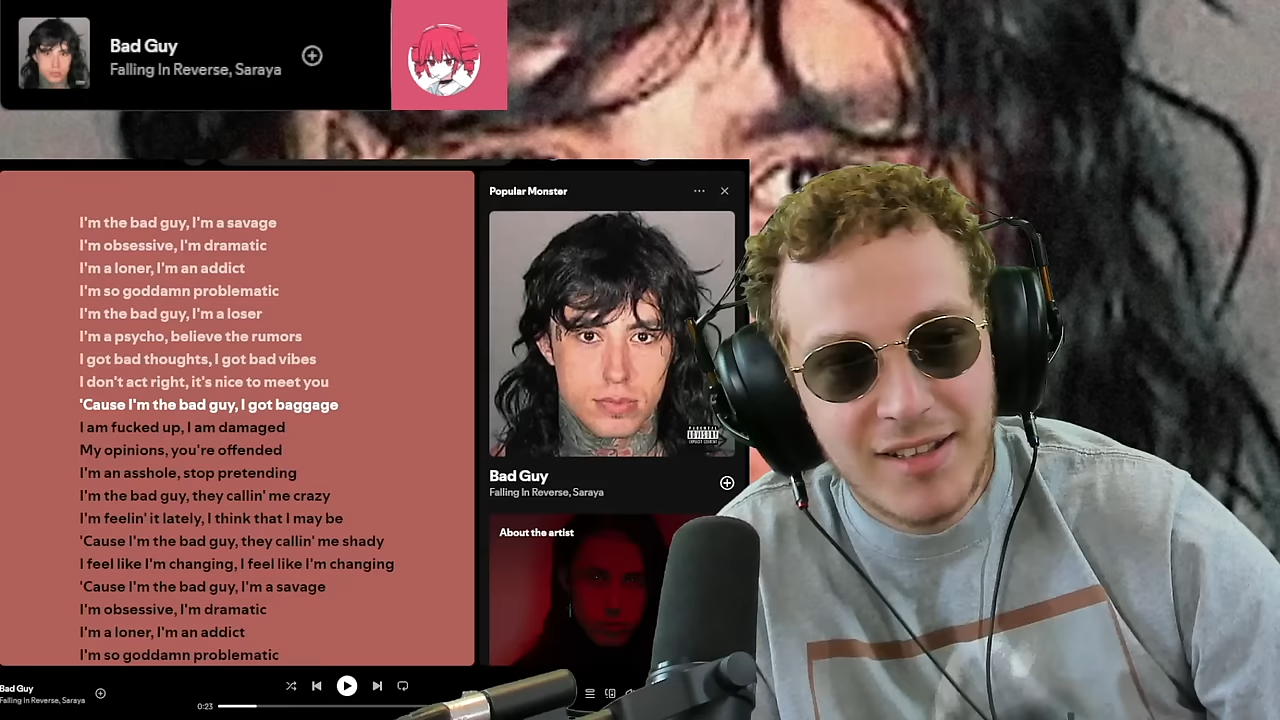 Bad Guy
Falling In Reverse, Saraya
I'm the bad guy, I'm a savage
I'm obsessive, I'm dramatic
I'm a loner, I'm an addict
I'm so goddamn problematic
I'm the bad guy, I'm a loser
I'm a psycho, believe the rumors
I got bad thoughts, I got bad vibes
I don't act right, it's nice to meet you
'Cause I'm the bad guy, I got baggage
I am fucked up, I am damaged
My opinions, you're offended
I'm an asshole, stop pretending
I'm the bad guy, they callin' me crazy
I'm feelin' it lately, I think that I may be
'Cause I'm the bad guy, they callin' me shady
I feel like I'm changing, I feel like I'm changing
'Cause I'm the bad guy, I'm a savage
I'm obsessive, I'm dramatic
I'm a loner, I'm an addict
I'm so goddamn problematic
Popular Monster
PARENTAL
ADVISORY
EXPLICIT CONTENT
Bad Guy
Falling In Reverse, Saraya
About the artist
Bad Guy
Falling In Reverse, Saraya
0:23